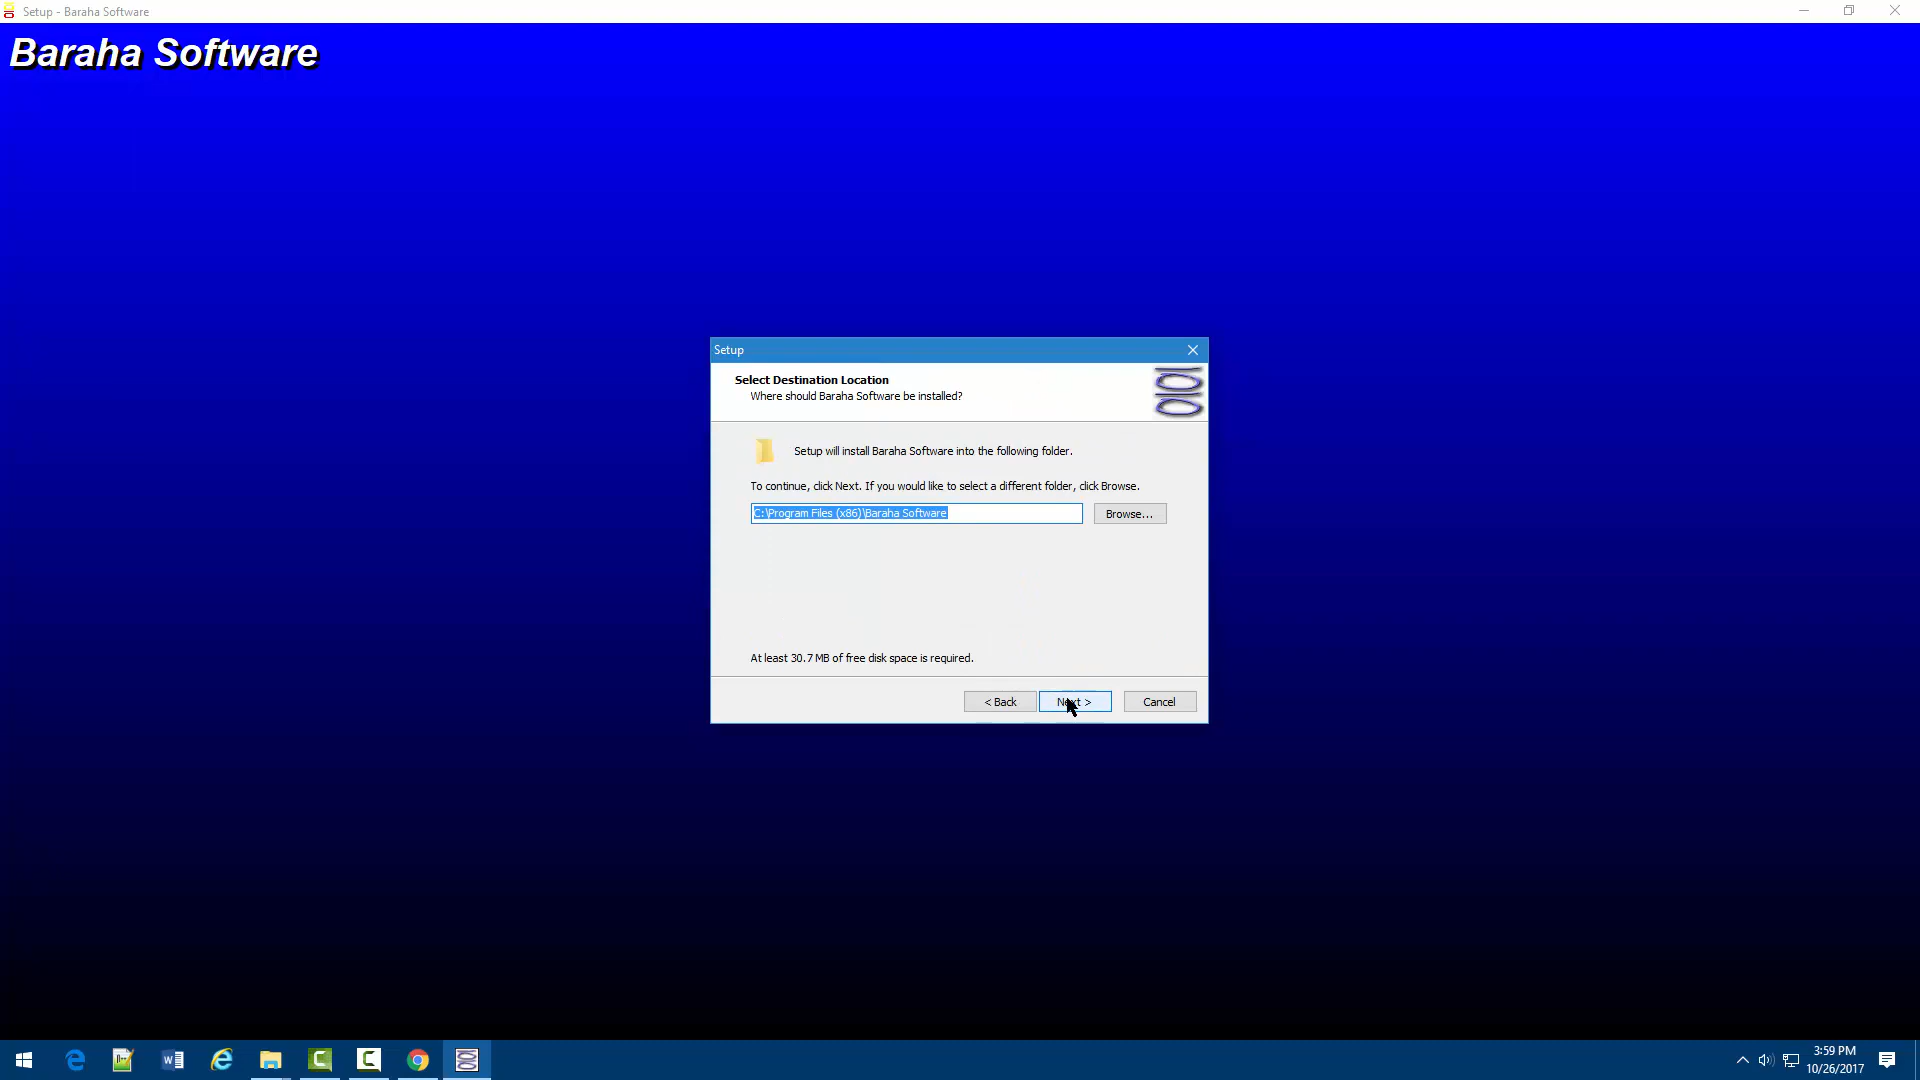 Setup - Baraha Software
Baraha Software
Setup
Select Destination Location
Where should Baraha Software be installed?
Setup will install Baraha Software into the following folder.
To continue, click Next. If you would like to select a different folder, click Browse.
C:\Program Files (x86)\Baraha Software
Browse...
At least 30.7 MB of free disk space is required.
< Back
Next >
Cancel
3:59 PM
10/26/2017